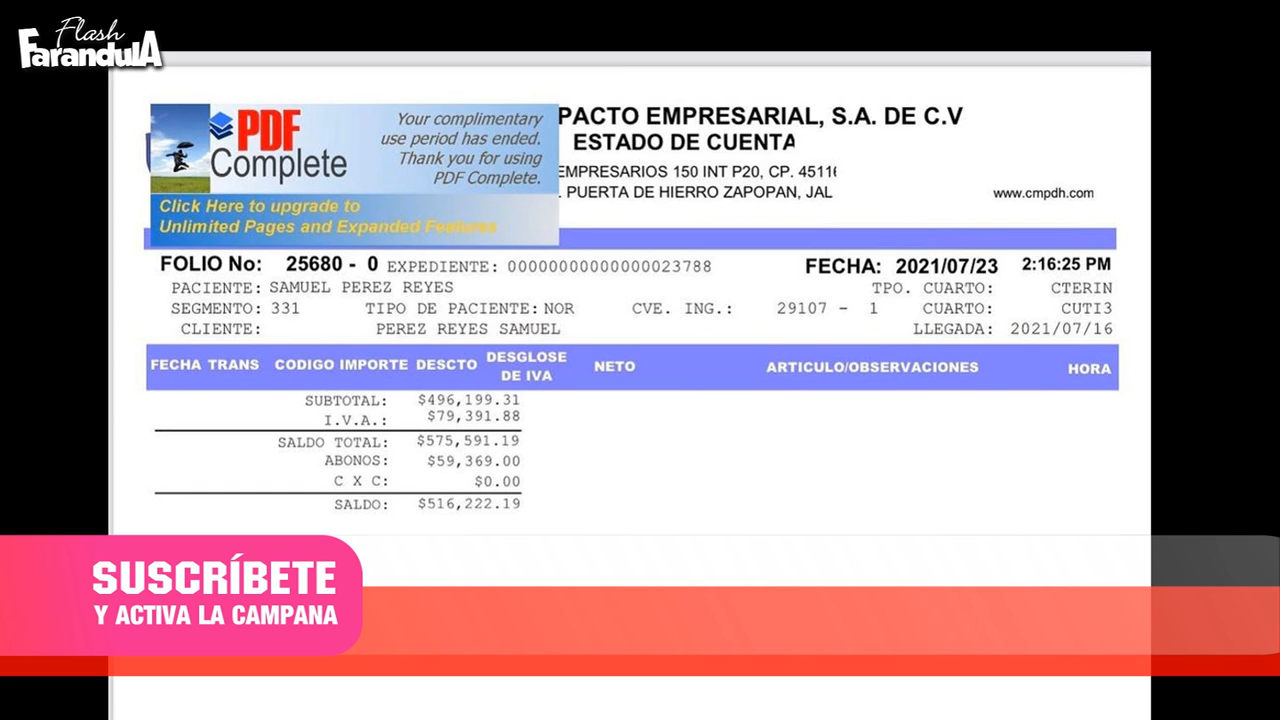 Flash
FarandulA
PDF
Complete
Your complimentary
use period has ended.
Thank you for using
PDF Complete.
Click Here to upgrade to
Unlimited Pages and Expanded Features
PACTO EMPRESARIAL, S.A. DE C.V
ESTADO DE CUENTA
EMPRESARIOS 150 INT P20, CP. 45116
PUERTA DE HIERRO ZAPOPAN, JAL
www.cmpdh.com
FOLIO No: 25680 - 0 EXPEDIENTE: 00000000000000023788 FECHA: 2021/07/23 2:16:25 PM
PACIENTE: SAMUEL PEREZ REYES TPO. CUARTO: CTERIN
SEGMENTO: 331 TIPO DE PACIENTE: NOR CVE. ING.: 29107 - 1 CUARTO: CUTI3
CLIENTE: PEREZ REYES SAMUEL LLEGADA: 2021/07/16
FECHA TRANS CODIGO IMPORTE DESCTO DESGLOSE DE IVA NETO ARTICULO/OBSERVACIONES HORA
SUBTOTAL: $496,199.31
I.V.A.: $79,391.88
SALDO TOTAL: $575,591.19
ABONOS: $59,369.00
C X C: $0.00
SALDO: $516,222.19
SUSCRÍBETE
Y ACTIVA LA CAMPANA